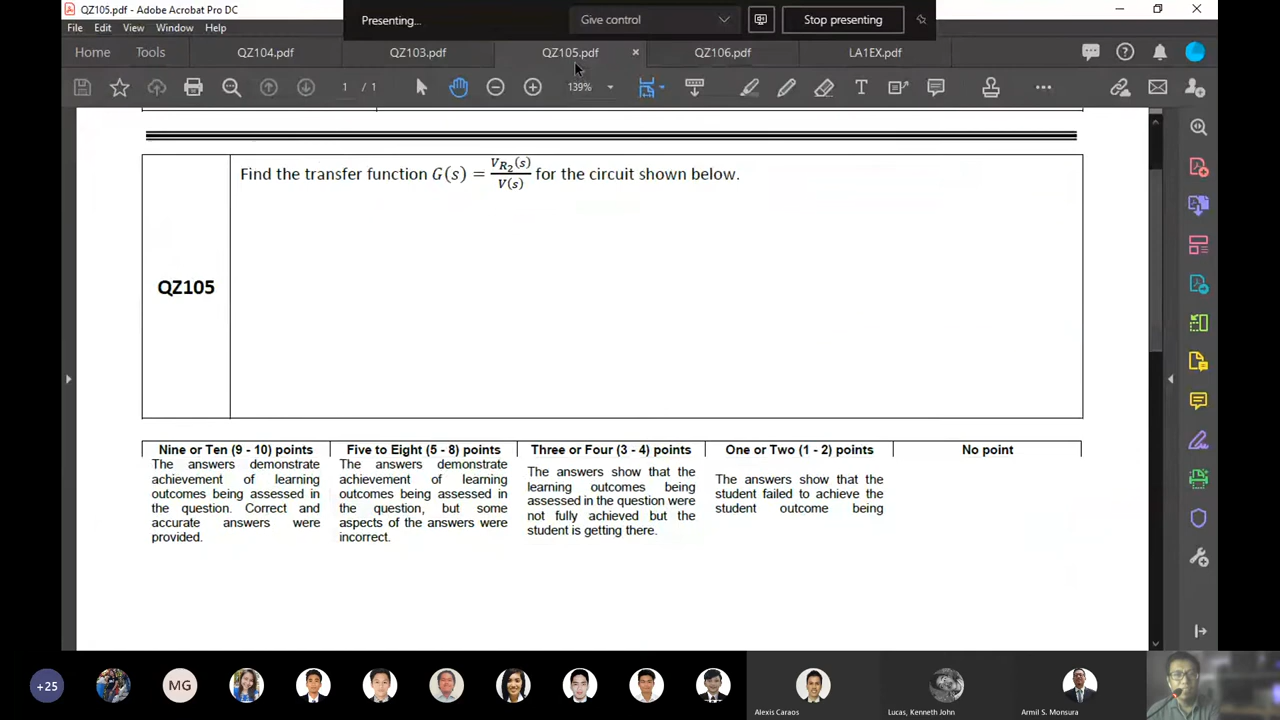 QZ105.pdf - Adobe Acrobat Pro DC
Presenting...
Give control
Stop presenting
File Edit View Window Help
Home Tools QZ104.pdf QZ103.pdf QZ105.pdf × QZ106.pdf LA1EX.pdf
1 / 1 139%
Find the transfer function G(s) = V_{R_2}(s)/V(s) for the circuit shown below.
QZ105
Nine or Ten (9 - 10) points
The answers demonstrate
achievement of learning
outcomes being assessed in
the question. Correct and
accurate answers were
provided.
Five to Eight (5 - 8) points
The answers demonstrate
achievement of learning
outcomes being assessed in
the question, but some
aspects of the answers were
incorrect.
Three or Four (3 - 4) points
The answers show that the
learning outcomes being
assessed in the question were
not fully achieved but the
student is getting there.
One or Two (1 - 2) points
The answers show that the
student failed to achieve the
student outcome being
No point
+25
MG
Alexis Caraos
Lucas, Kenneth John
Armil S. Monsura